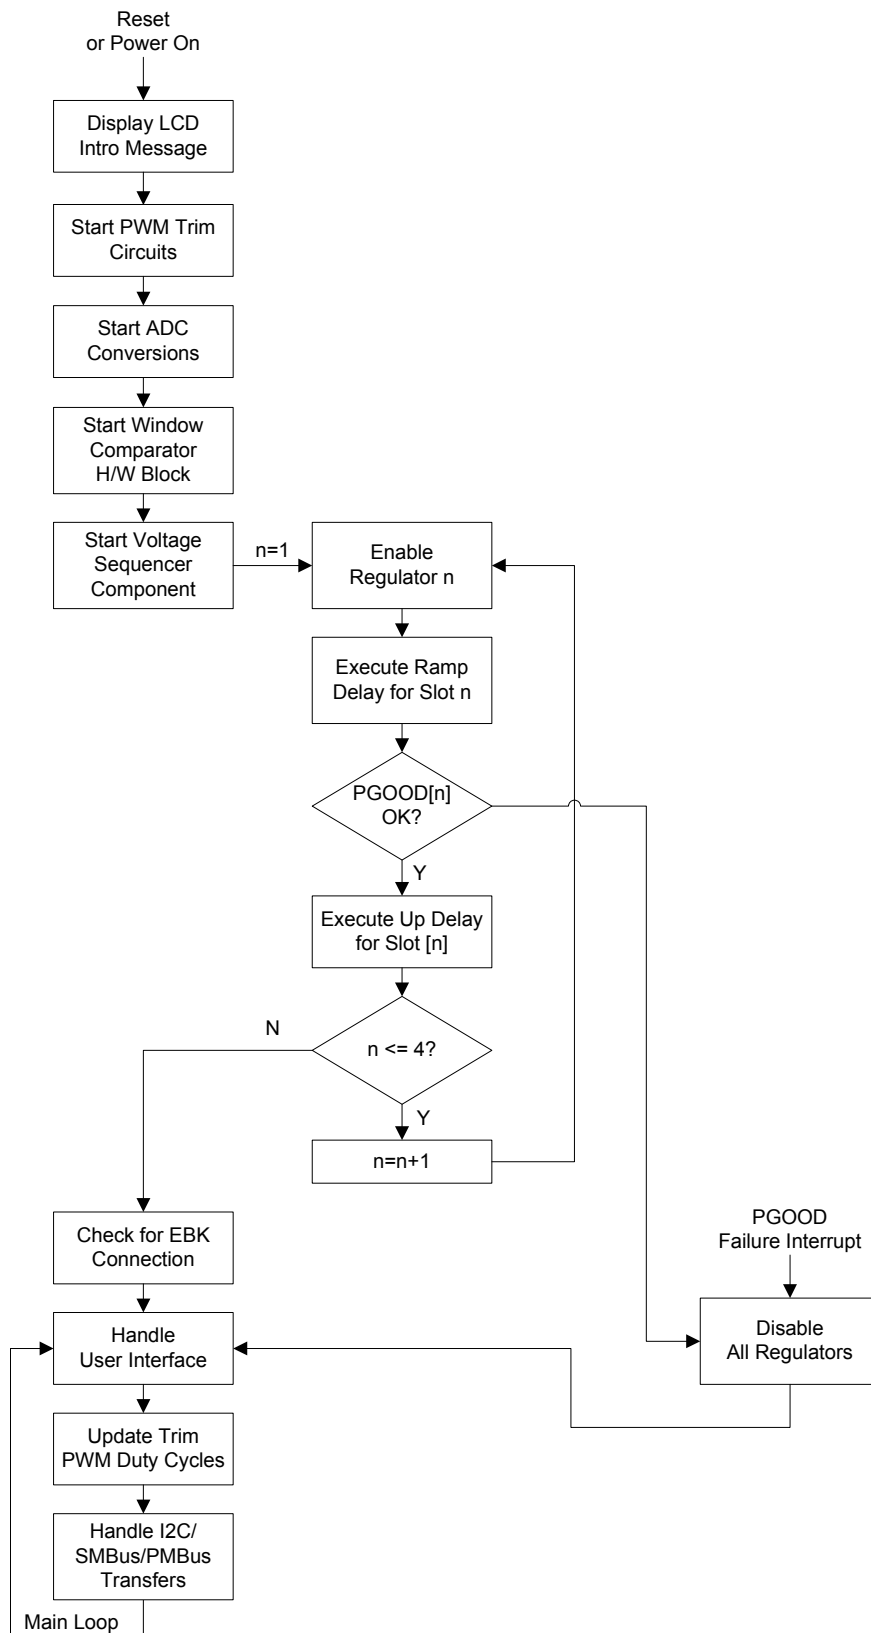 Reset
or Power On
Display LCD
Intro Message
Start PWM Trim
Circuits
Start ADC
Conversions
Start Window
Comparator
H/W Block
Start Voltage
Sequencer
Component
n=1
Enable
Regulator n
Execute Ramp
Delay for Slot n
PGOOD[n]
OK?
Y
Execute Up Delay
for Slot [n]
N
n <= 4?
Y
n=n+1
Check for EBK
Connection
PGOOD
Failure Interrupt
Handle
User Interface
Disable
All Regulators
Update Trim
PWM Duty Cycles
Handle I2C/
SMBus/PMBus
Transfers
Main Loop